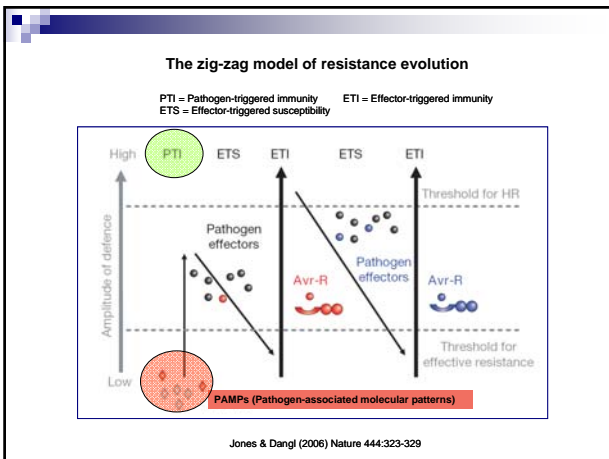 The zig-zag model of resistance evolution
PTI = Pathogen-triggered immunity ETI = Effector-triggered immunity
ETS = Effector-triggered susceptibility
High PTI ETS ETI ETS ETI
Threshold for HR
Pathogen
effectors
Pathogen
effectors
Avr-R
Avr-R
Amplitude of defence
Threshold for
effective resistance
Low
PAMPs (Pathogen-associated molecular patterns)
Jones & Dangl (2006) Nature 444:323-329